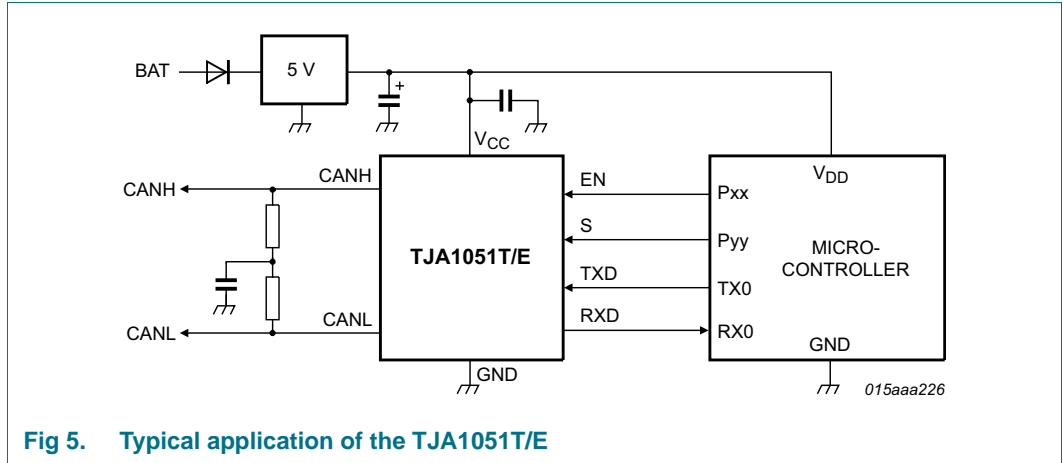 BAT
5 V
+
VCC
VDD
CANH
CANH
EN
Pxx
S
Pyy
TJA1051T/E
MICRO-
CONTROLLER
TXD
TX0
RXD
RX0
CANL
CANL
GND
GND
015aaa226
Fig 5. Typical application of the TJA1051T/E